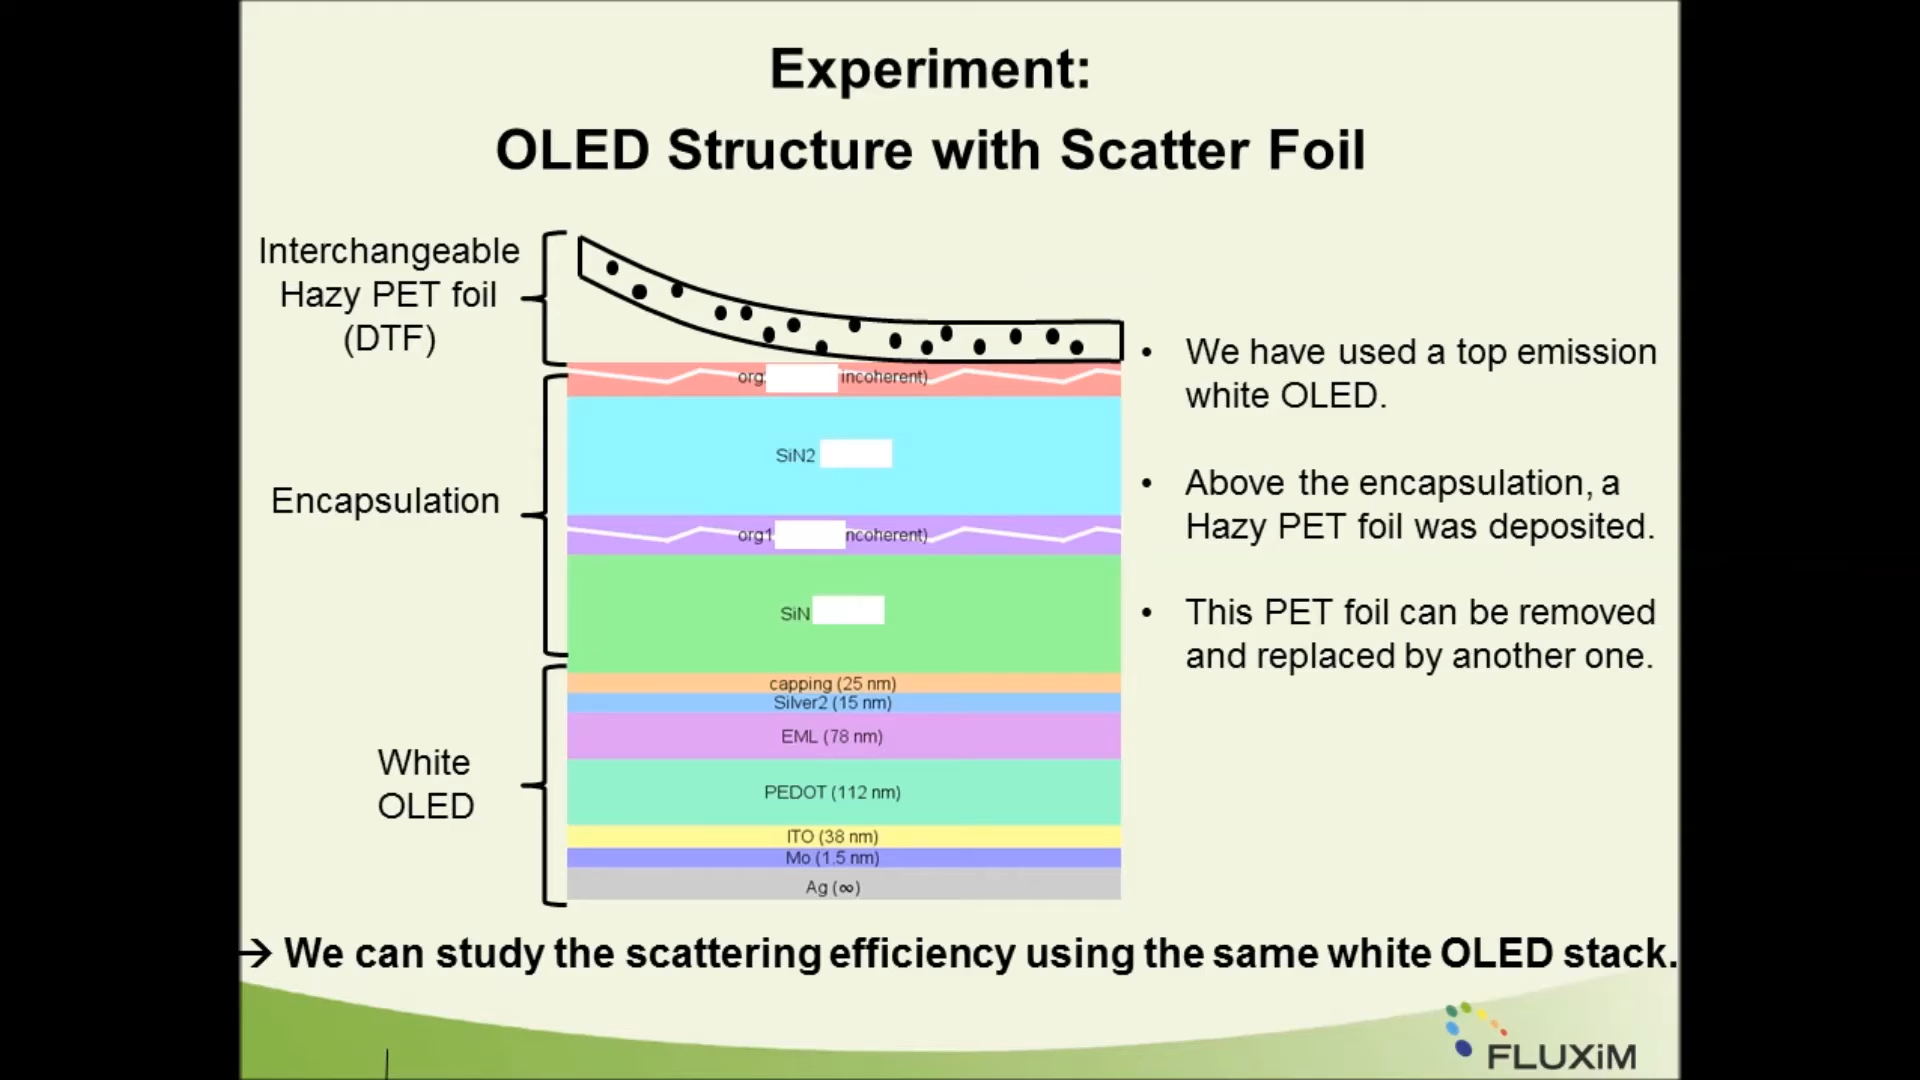 Experiment:
OLED Structure with Scatter Foil
Interchangeable
Hazy PET foil
(DTF)
org incoherent)
SiN2
Encapsulation
org1 ncoherent)
SiN
capping (25 nm)
Silver2 (15 nm)
EML (78 nm)
White
OLED
PEDOT (112 nm)
ITO (38 nm)
Mo (1.5 nm)
Ag (∞)
• We have used a top emission
white OLED.
• Above the encapsulation, a
Hazy PET foil was deposited.
• This PET foil can be removed
and replaced by another one.
→ We can study the scattering efficiency using the same white OLED stack.
FLUXiM